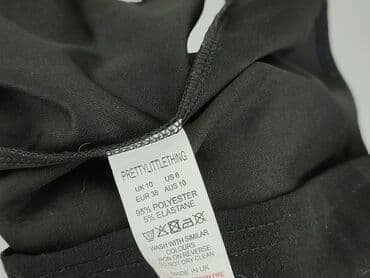 PRETTYLITTLETHING
UK 10 US 6
EUR 38 AUS 10
95% POLYESTER
5% ELASTANE
WASH WITH SIMILAR
COLOURS
IRON ON REVERSE
DO NOT DRY CLEAN
MADE IN UK
FIRE